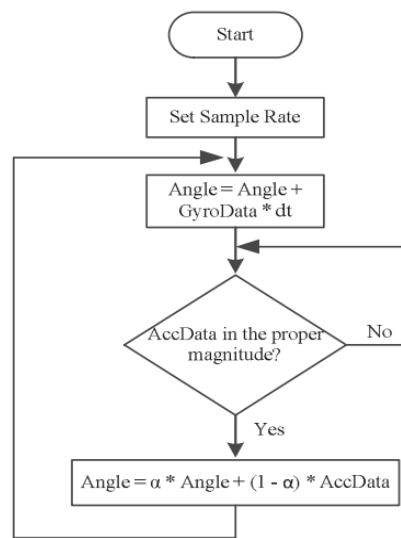 Start
Set Sample Rate
Angle = Angle +
GyroData * dt
AccData in the proper
magnitude?
No
Yes
Angle = α * Angle + (1 - α) * AccData